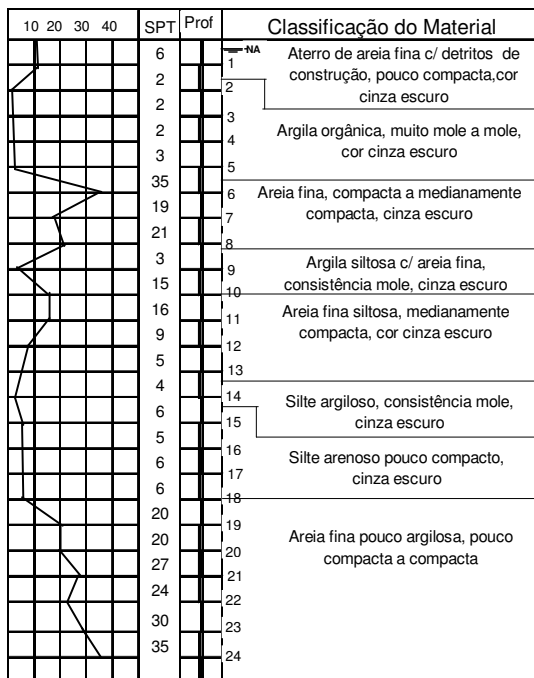 10 20 30 40 SPT Prof Classificação do Material
6
2
2
2
3
35
19
21
3
15
16
9
5
4
6
5
6
6
20
20
27
24
30
35
NA
1
2
3
4
5
6
7
8
9
10
11
12
13
14
15
16
17
18
19
20
21
22
23
24
Aterro de areia fina c/ detritos de
construção, pouco compacta,cor
cinza escuro
Argila orgânica, muito mole a mole,
cor cinza escuro
Areia fina, compacta a medianamente
compacta, cinza escuro
Argila siltosa c/ areia fina,
consistência mole, cinza escuro
Areia fina siltosa, medianamente
compacta, cor cinza escuro
Silte argiloso, consistência mole,
cinza escuro
Silte arenoso pouco compacto,
cinza escuro
Areia fina pouco argilosa, pouco
compacta a compacta